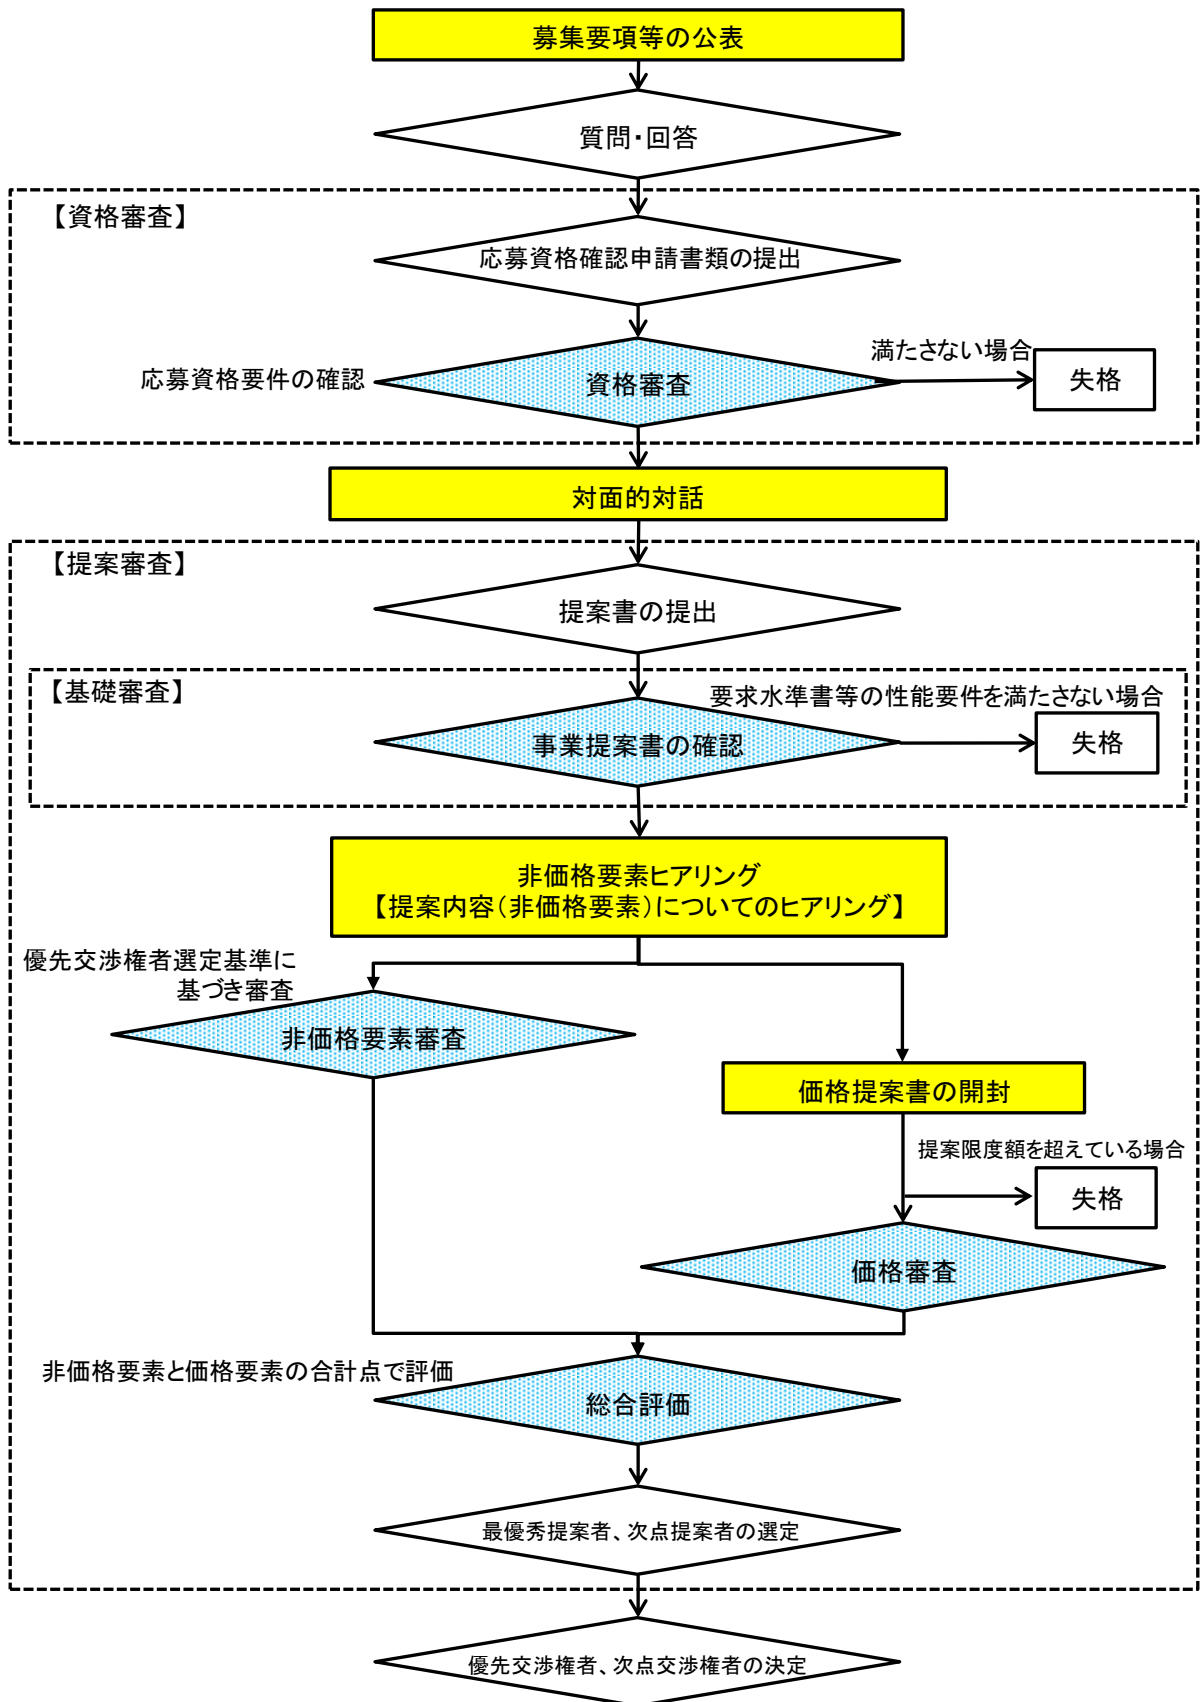 募集要項等の公表
質問・回答
【資格審査】
応募資格確認申請書類の提出
満たさない場合
応募資格要件の確認
資格審査
失格
対面的対話
【提案審査】
提案書の提出
【基礎審査】
要求水準書等の性能要件を満たさない場合
事業提案書の確認
失格
非価格要素ヒアリング
【提案内容(非価格要素)についてのヒアリング】
優先交渉権者選定基準に
基づき審査
非価格要素審査
価格提案書の開封
提案限度額を超えている場合
失格
価格審査
非価格要素と価格要素の合計点で評価
総合評価
最優秀提案者、次点提案者の選定
優先交渉権者、次点交渉権者の決定